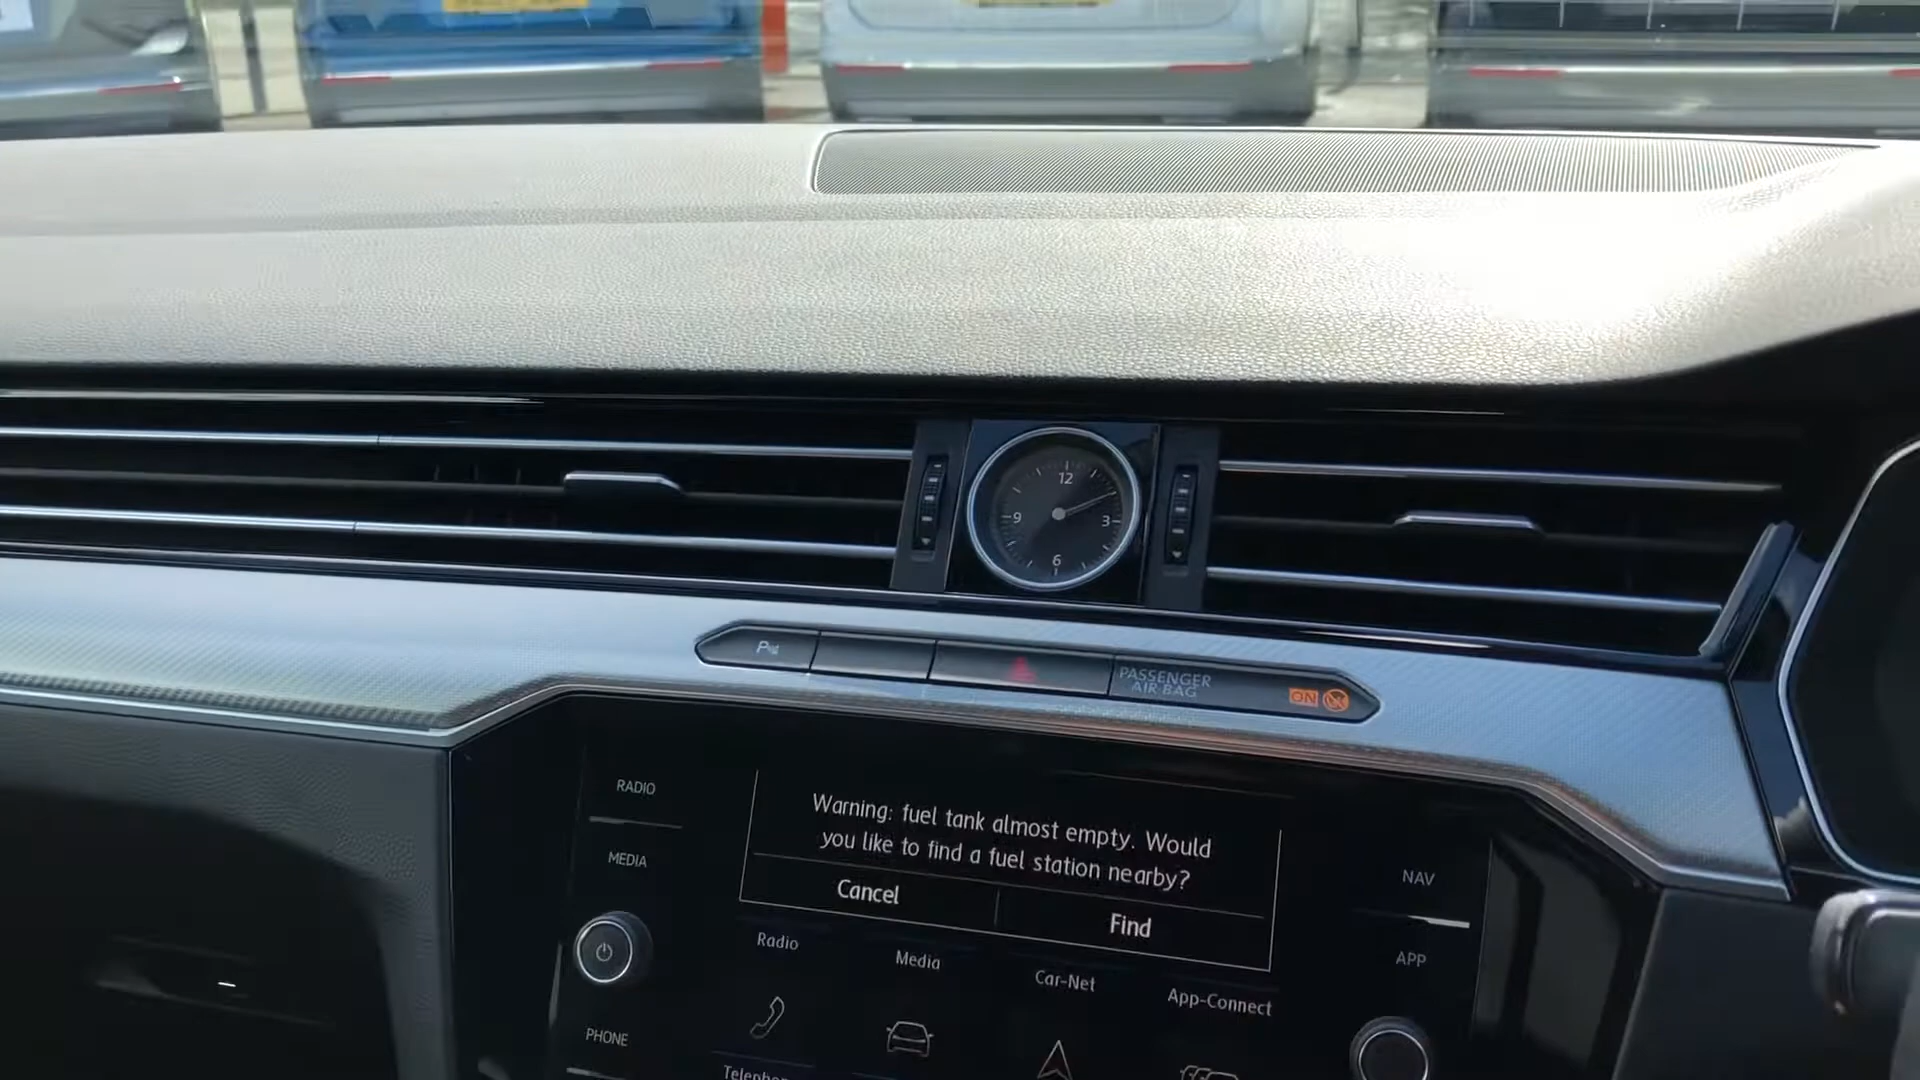 12
9
3
6
P
PASSENGER
AIR BAG
ON
RADIO
MEDIA
PHONE
Warning: fuel tank almost empty. Would
you like to find a fuel station nearby?
Cancel
Find
Radio
Media
Car-Net
App-Connect
NAV
APP